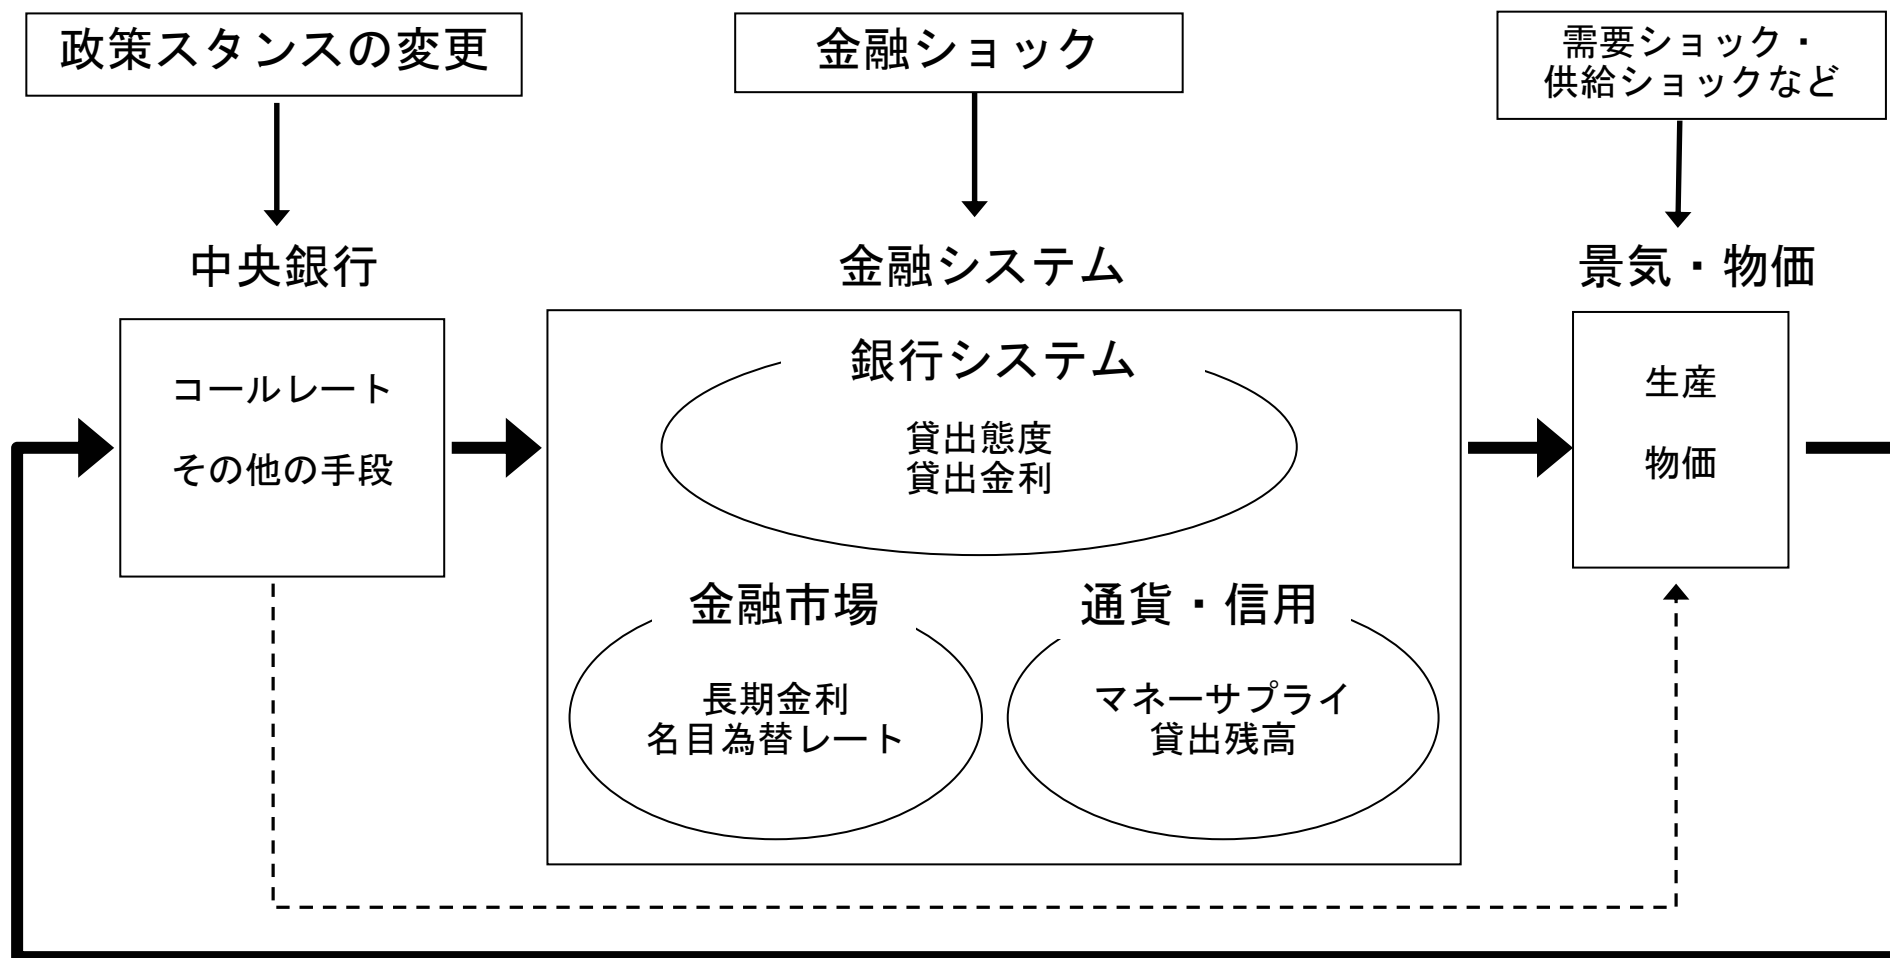 政策スタンスの変更
金融ショック
需要ショック・
供給ショックなど
中央銀行
金融システム
景気・物価
コールレート
その他の手段
銀行システム
貸出態度
貸出金利
生産
物価
金融市場
長期金利
名目為替レート
通貨・信用
マネーサプライ
貸出残高